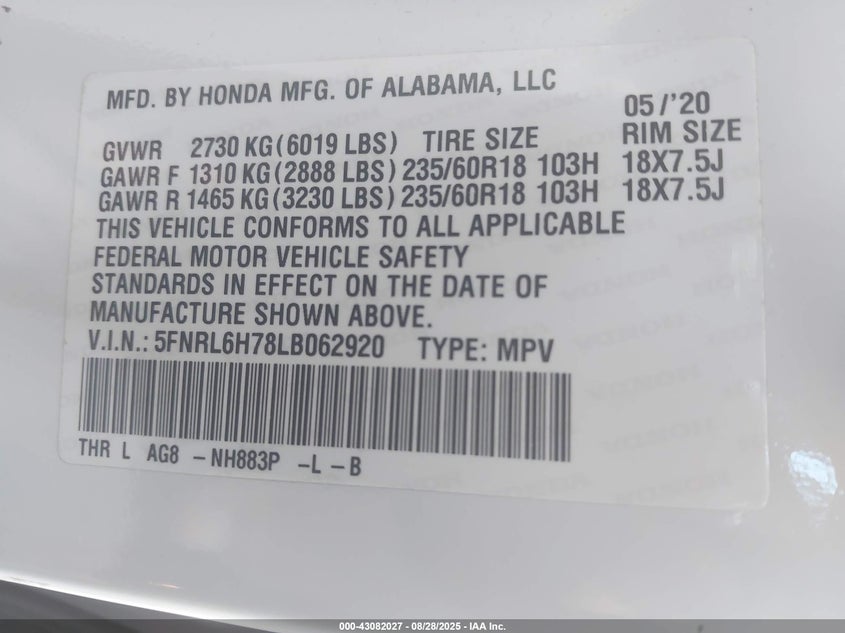 MFD. BY HONDA MFG. OF ALABAMA, LLC
05/'20
GVWR 2730 KG(6019 LBS) TIRE SIZE RIM SIZE
GAWR F 1310 KG(2888 LBS)235/60R18 103H 18X7.5J
GAWR R 1465 KG(3230 LBS)235/60R18 103H 18X7.5J
THIS VEHICLE CONFORMS TO ALL APPLICABLE
FEDERAL MOTOR VEHICLE SAFETY
STANDARDS IN EFFECT ON THE DATE OF
MANUFACTURE SHOWN ABOVE.
V.I.N.: 5FNRL6H78LB062920 TYPE: MPV
THR L AG8 -NH883P -L -B
000-43082027 - 08/28/2025 - IAA Inc.